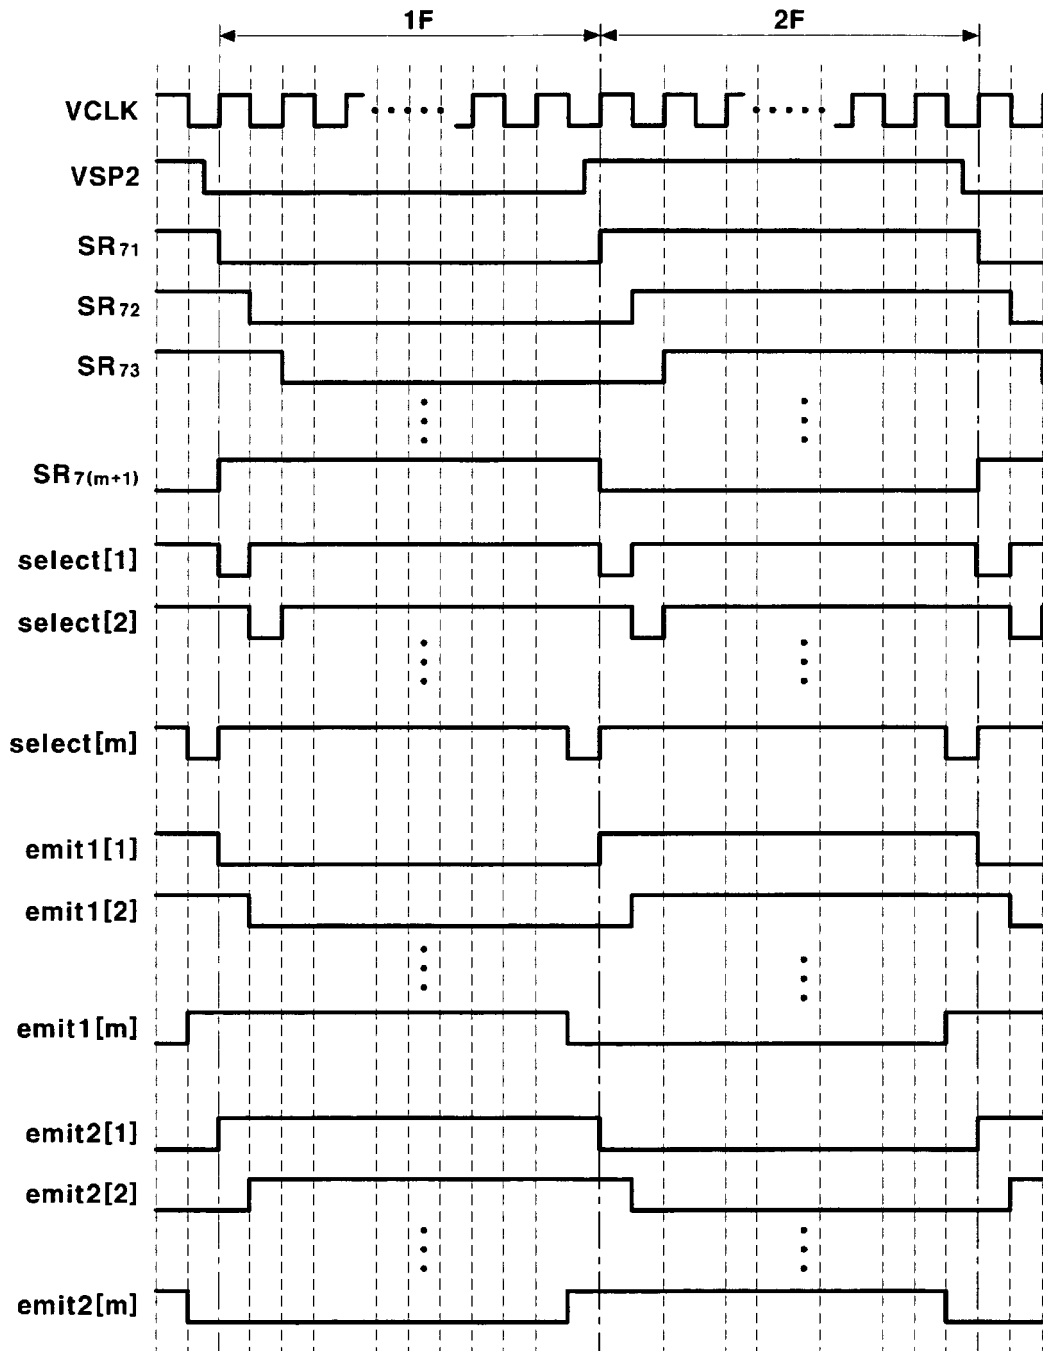 1F 2F
VCLK
VSP2
SR71
SR72
SR73
SR7(m+1)
select[1]
select[2]
select[m]
emit1[1]
emit1[2]
emit1[m]
emit2[1]
emit2[2]
emit2[m]